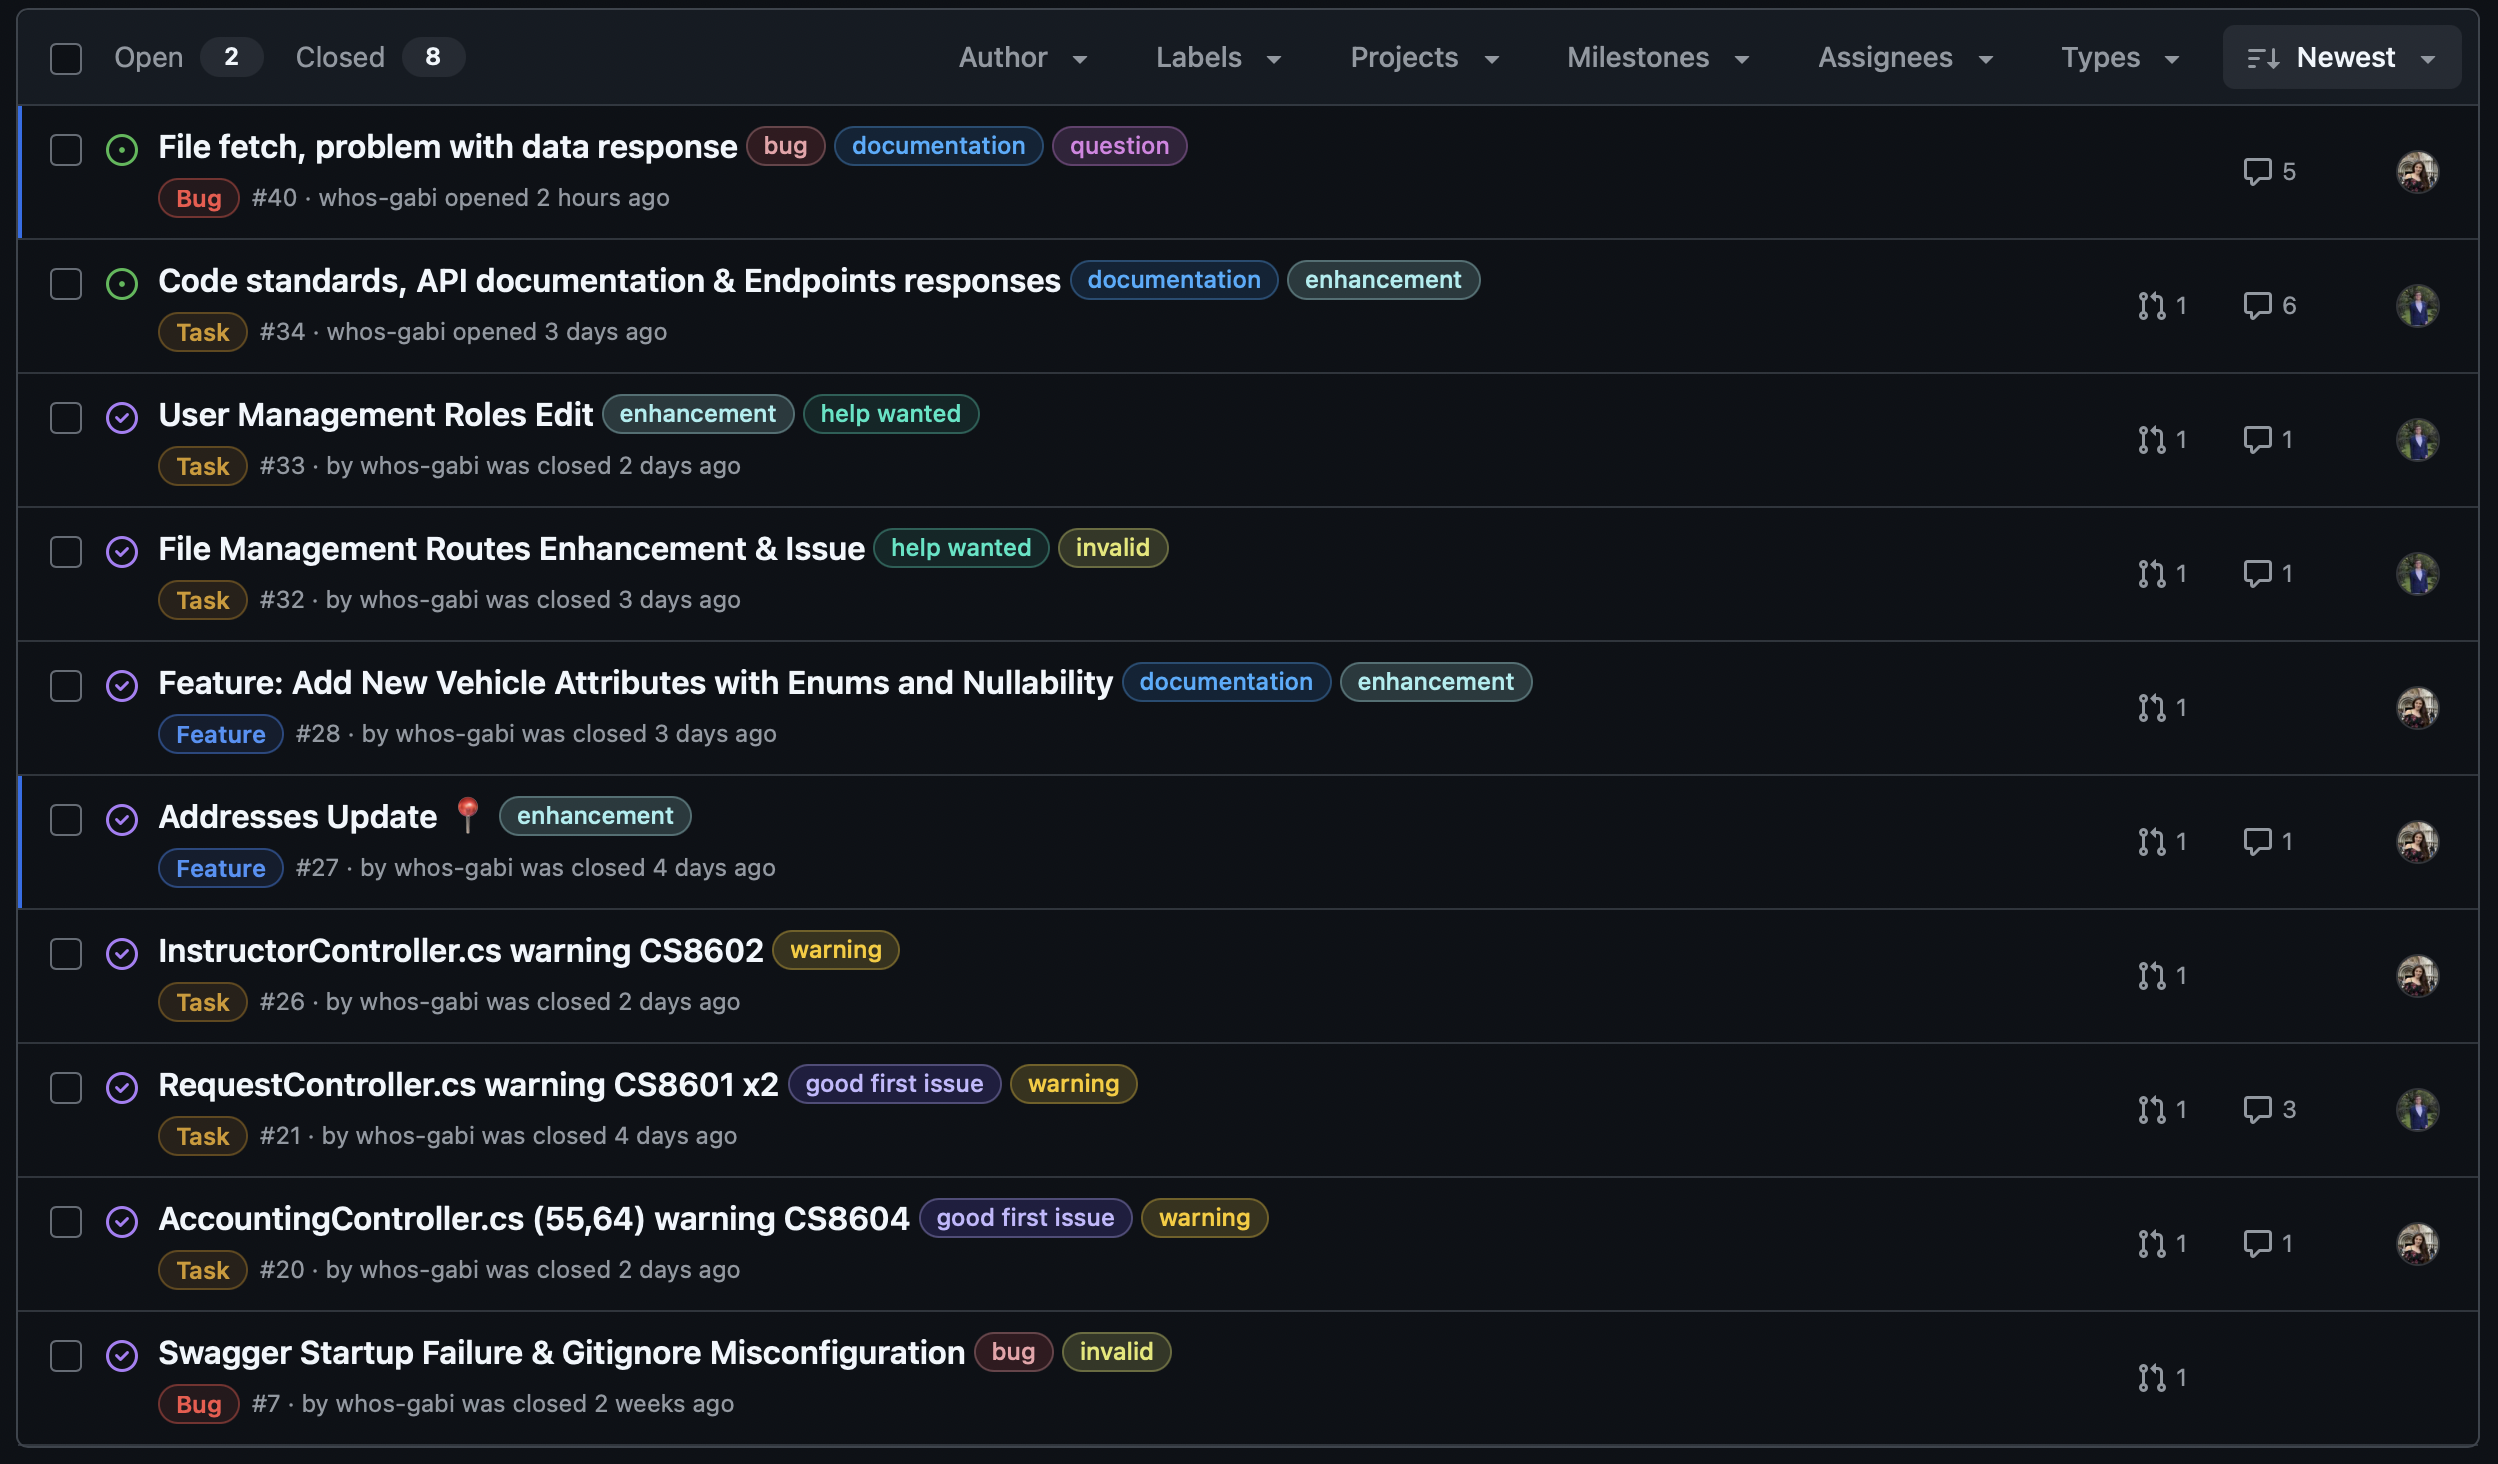 Open 2 Closed 8 Author Labels Projects Milestones Assignees Types Newest
File fetch, problem with data response bug documentation question
Bug #40 · whos-gabi opened 2 hours ago 5
Code standards, API documentation & Endpoints responses documentation enhancement
Task #34 · whos-gabi opened 3 days ago 1 6
User Management Roles Edit enhancement help wanted
Task #33 · by whos-gabi was closed 2 days ago 1 1
File Management Routes Enhancement & Issue help wanted invalid
Task #32 · by whos-gabi was closed 3 days ago 1 1
Feature: Add New Vehicle Attributes with Enums and Nullability documentation enhancement
Feature #28 · by whos-gabi was closed 3 days ago 1
Addresses Update 📍 enhancement
Feature #27 · by whos-gabi was closed 4 days ago 1 1
InstructorController.cs warning CS8602 warning
Task #26 · by whos-gabi was closed 2 days ago 1
RequestController.cs warning CS8601 x2 good first issue warning
Task #21 · by whos-gabi was closed 4 days ago 1 3
AccountingController.cs (55,64) warning CS8604 good first issue warning
Task #20 · by whos-gabi was closed 2 days ago 1 1
Swagger Startup Failure & Gitignore Misconfiguration bug invalid
Bug #7 · by whos-gabi was closed 2 weeks ago 1